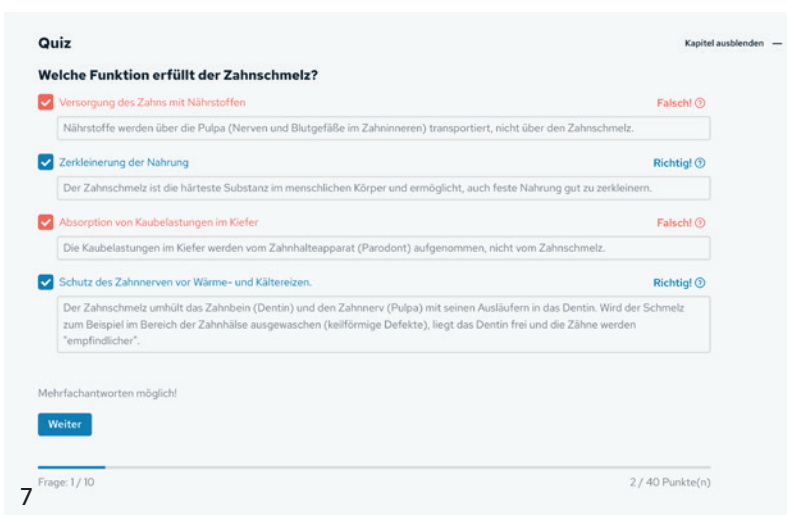 Quiz
Kapitel ausblenden —
Welche Funktion erfüllt der Zahnschmelz?
Versorgung des Zahns mit Nährstoffen
Falsch!
Nährstoffe werden über die Pulpa (Nerven und Blutgefäße im Zahninneren) transportiert, nicht über den Zahnschmelz.
Zerkleinerung der Nahrung
Richtig!
Der Zahnschmelz ist die härteste Substanz im menschlichen Körper und ermöglicht, auch feste Nahrung gut zu zerkleinern.
Absorption von Kaubelastungen im Kiefer
Falsch!
Die Kaubelastungen im Kiefer werden vom Zahnhalteapparat (Parodont) aufgenommen, nicht vom Zahnschmelz.
Schutz des Zahnnerven vor Wärme- und Kältereizen.
Richtig!
Der Zahnschmelz umhült das Zahnbein (Dentin) und den Zahnnerv (Pulpa) mit seinen Ausläufern in das Dentin. Wird der Schmelz
zum Beispiel im Bereich der Zahnhälse ausgewaschen (keilförmige Defekte), liegt das Dentin frei und die Zähne werden
"empfindlicher".
Mehrfachantworten möglich!
Weiter
Frage: 1 / 10
2 / 40 Punkte(n)
7